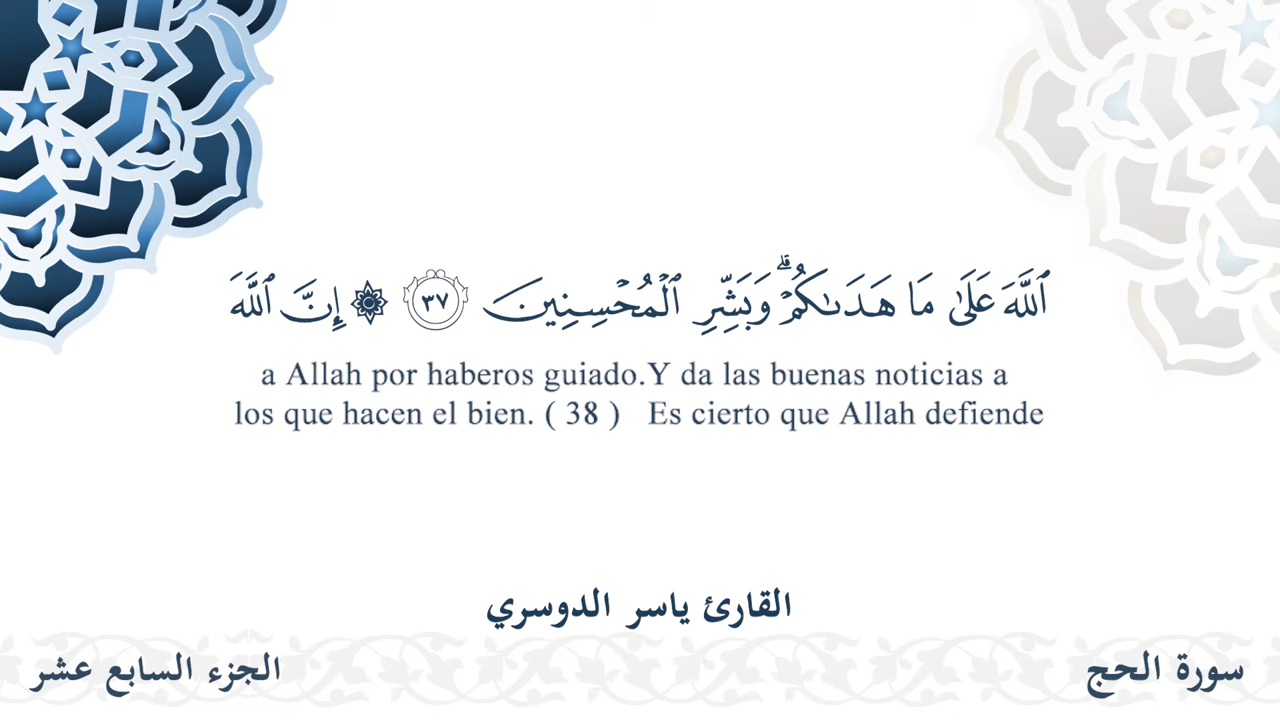 ٱللَّهَ عَلَىٰ مَا هَدَىٰكُمْ ۗ وَبَشِّرِ ٱلْمُحْسِنِينَ ٣٧ ۞ إِنَّ ٱللَّهَ
a Allah por haberos guiado.Y da las buenas noticias a
los que hacen el bien. ( 38 ) Es cierto que Allah defiende
القارئ ياسر الدوسري
سورة الحج
الجزء السابع عشر